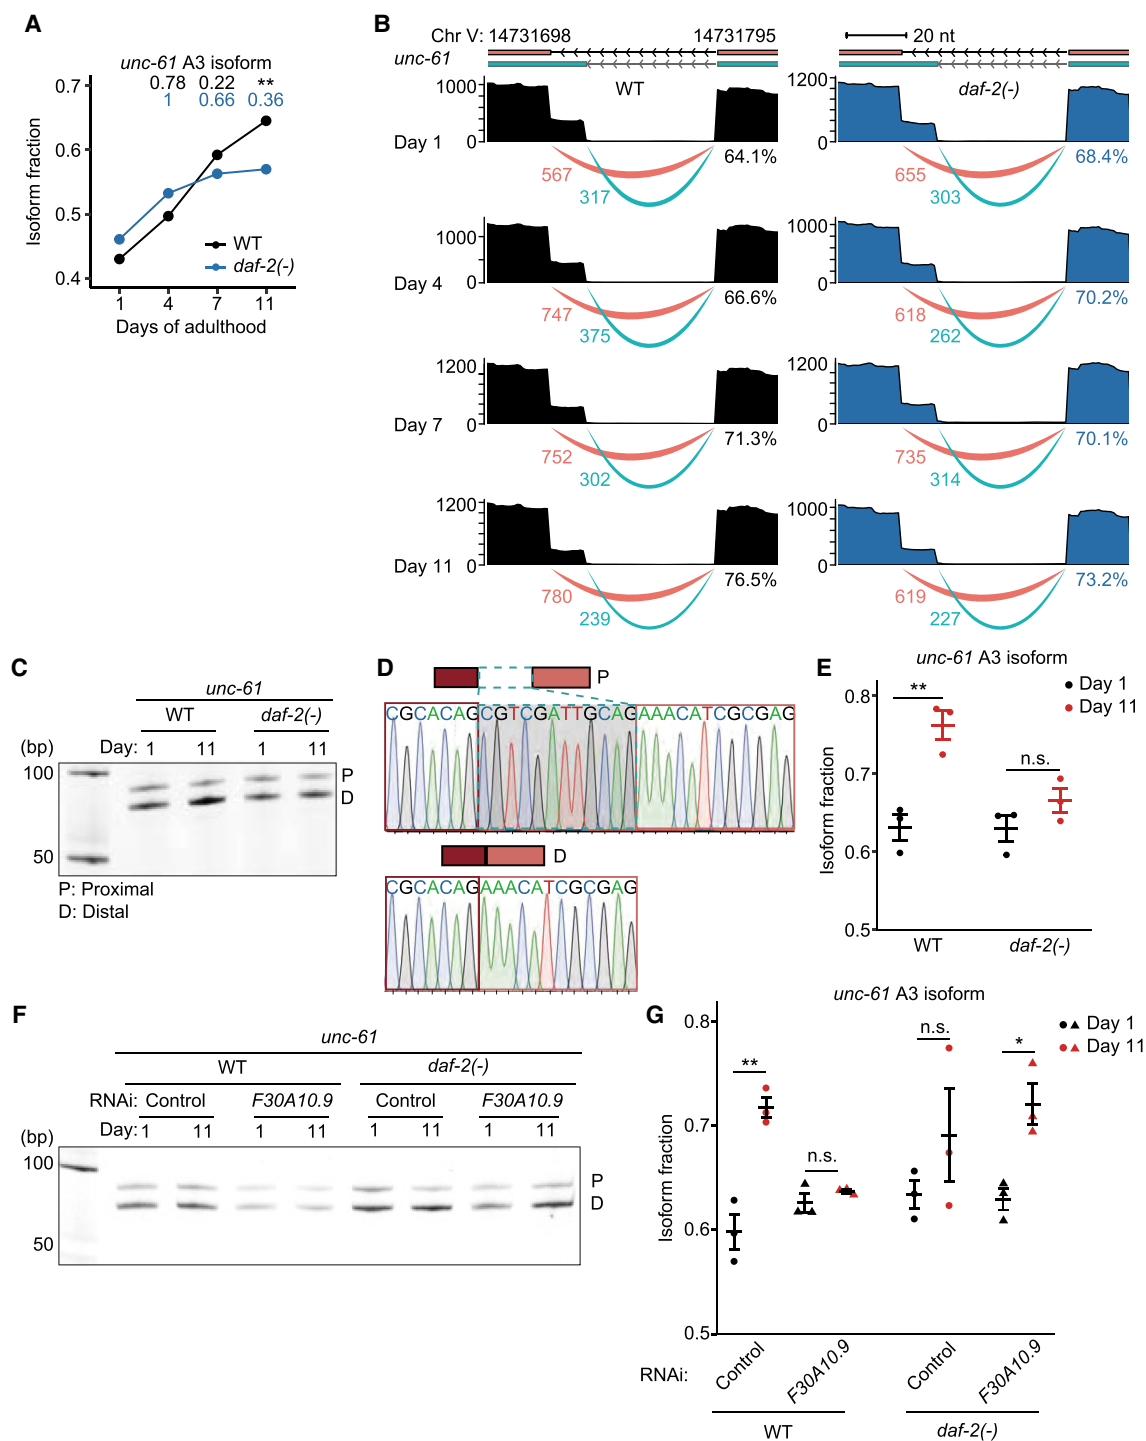 A
unc-61 A3 isoform
0.78 0.22 **
1 0.66 0.36
0.7
0.6
0.5
0.4
Isoform fraction
WT
daf-2(-)
1 4 7 11
Days of adulthood
B
Chr V: 14731698 14731795
20 nt
unc-61
WT
daf-2(-)
Day 1
1000
0
567
317
64.1%
1200
0
655
303
68.4%
Day 4
1000
0
747
375
66.6%
1000
0
618
262
70.2%
Day 7
1200
0
752
302
71.3%
1200
0
735
314
70.1%
Day 11
1200
0
780
239
76.5%
1000
0
619
227
73.2%
C
unc-61
WT daf-2(-)
(bp) Day: 1 11 1 11
100
50
P
D
P: Proximal
D: Distal
D
P
CGCACAGCGTCGATTGCAGAAACATCGCGAG
D
CGCACAGAAACATCGCGAG
E
unc-61 A3 isoform
Day 1
Day 11
0.8
0.7
0.6
0.5
Isoform fraction
**
n.s.
WT daf-2(-)
F
unc-61
WT daf-2(-)
RNAi: Control F30A10.9 Control F30A10.9
(bp) Day: 1 11 1 11 1 11 1 11
100
50
P
D
G
unc-61 A3 isoform
Day 1
Day 11
0.8
0.7
0.6
0.5
Isoform fraction
**
n.s.
n.s.
*
RNAi: Control F30A10.9 Control F30A10.9
WT daf-2(-)